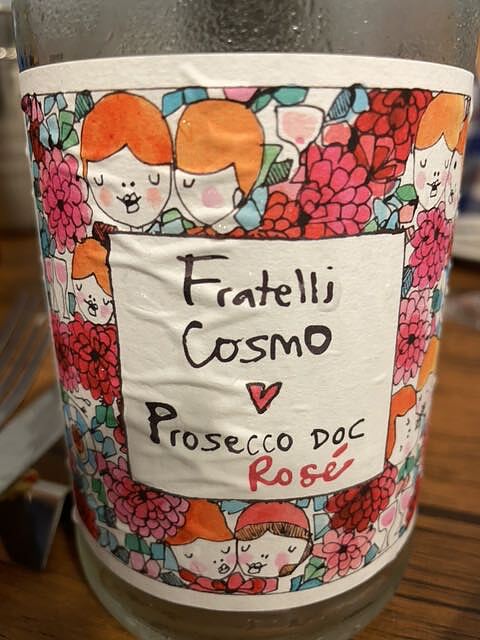 Fratelli
Cosmo
Prosecco DOC
Rosé